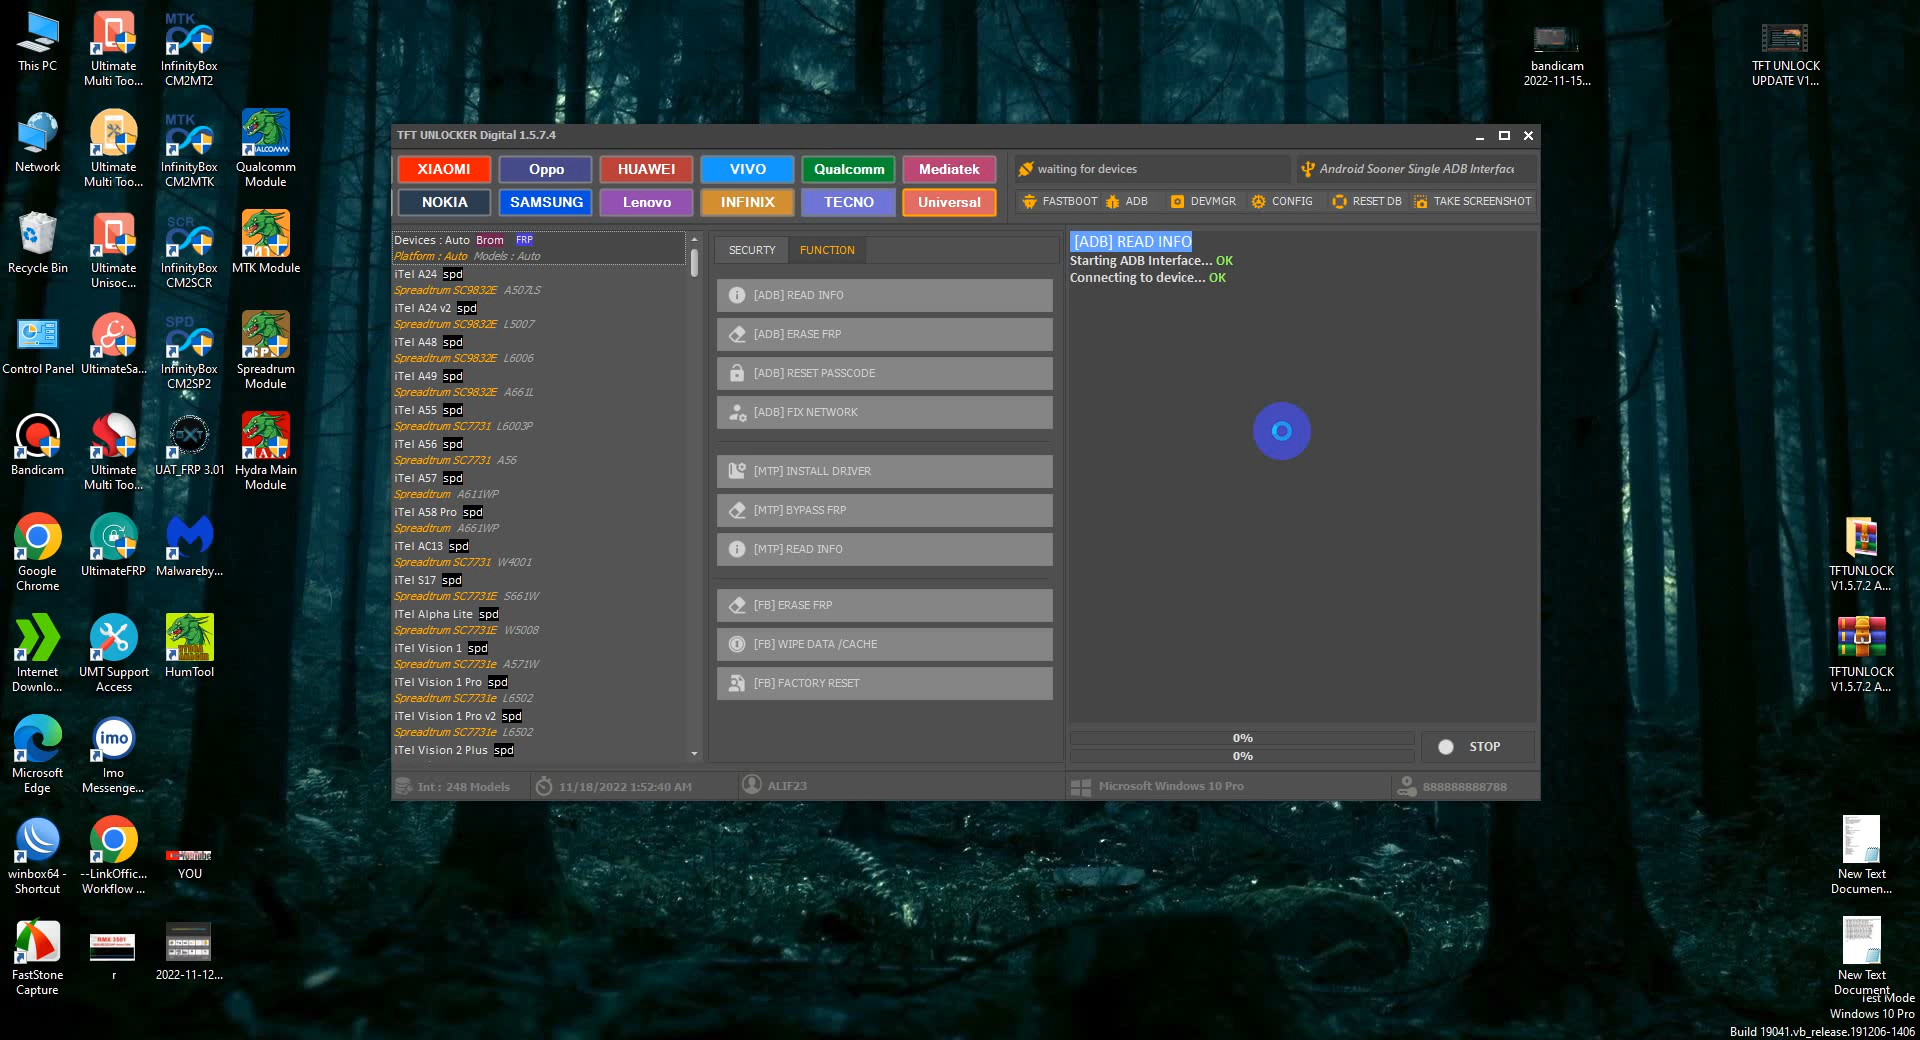 This PC
Ultimate
Multi Too...
InfinityBox
CM2MT2
Network
Ultimate
Multi Too...
InfinityBox
CM2MTK
Qualcomm
Module
Recycle Bin
Ultimate
Unisoc...
InfinityBox
CM2SCR
MTK Module
Control Panel
UltimateSa...
InfinityBox
CM2SP2
Spreadrum
Module
Bandicam
Ultimate
Multi Too...
UAT_FRP 3.01
Hydra Main
Module
Google
Chrome
UltimateFRP
Malwareby...
Internet
Downlo...
UMT Support
Access
HumTool
Microsoft
Edge
imo
Imo
Messenge...
winbox64 -
Shortcut
--LinkOffic...
Workflow ...
YOU
FastStone
Capture
RMX 3501
r
2022-11-12...
bandicam
2022-11-15...
TFT UNLOCK
UPDATE V1...
TFT UNLOCKER Digital 1.5.7.4
XIAOMI
Oppo
HUAWEI
VIVO
Qualcomm
Mediatek
NOKIA
SAMSUNG
Lenovo
INFINIX
TECNO
Universal
waiting for devices
Android Sooner Single ADB Interface
FASTBOOT
ADB
DEVMGR
CONFIG
RESET DB
TAKE SCREENSHOT
Devices : Auto Brom FRP
Platform : Auto Models : Auto
iTel A24 spd
Spreadtrum SC9832E A507LS
iTel A24 v2 spd
Spreadtrum SC9832E L5007
iTel A48 spd
Spreadtrum SC9832E L6006
iTel A49 spd
Spreadtrum SC9832E A661L
iTel A55 spd
Spreadtrum SC7731 L6003P
iTel A56 spd
Spreadtrum SC7731 A56
iTel A57 spd
Spreadtrum A611WP
iTel A58 Pro spd
Spreadtrum A661WP
iTel AC13 spd
Spreadtrum SC7731 W4001
iTel S17 spd
Spreadtrum SC7731E S661W
ITel Alpha Lite spd
Spreadtrum SC7731E W5008
iTel Vision 1 spd
Spreadtrum SC7731e A571W
iTel Vision 1 Pro spd
Spreadtrum SC7731e L6502
iTel Vision 1 Pro v2 spd
Spreadtrum SC7731e L6502
iTel Vision 2 Plus spd
SECURTY
FUNCTION
[ADB] READ INFO
[ADB] ERASE FRP
[ADB] RESET PASSCODE
[ADB] FIX NETWORK
[MTP] INSTALL DRIVER
[MTP] BYPASS FRP
[MTP] READ INFO
[FB] ERASE FRP
[FB] WIPE DATA /CACHE
[FB] FACTORY RESET
[ADB] READ INFO
Starting ADB Interface... OK
Connecting to device... OK
0%
0%
STOP
Int : 248 Models
11/18/2022 1:52:40 AM
ALIF23
Microsoft Windows 10 Pro
888888888788
TFTUNLOCK
V1.5.7.2 A...
TFTUNLOCK
V1.5.7.2 A...
New Text
Documen...
New Text
Document
Test Mode
Windows 10 Pro
Build 19041.vb_release.191206-1406